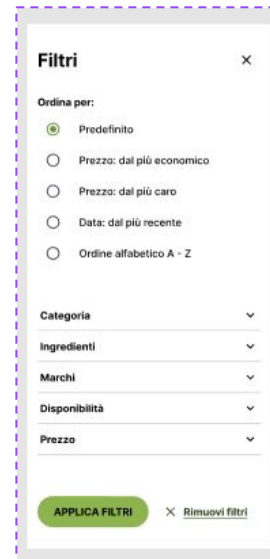 Filtri
Ordina per:
Predefinito
Prezzo: dal più economico
Prezzo: dal più caro
Data: dal più recente
Ordine alfabetico A - Z
Categoria
Ingredienti
Marchi
Disponibilità
Prezzo
APPLICA FILTRI
Rimuovi filtri